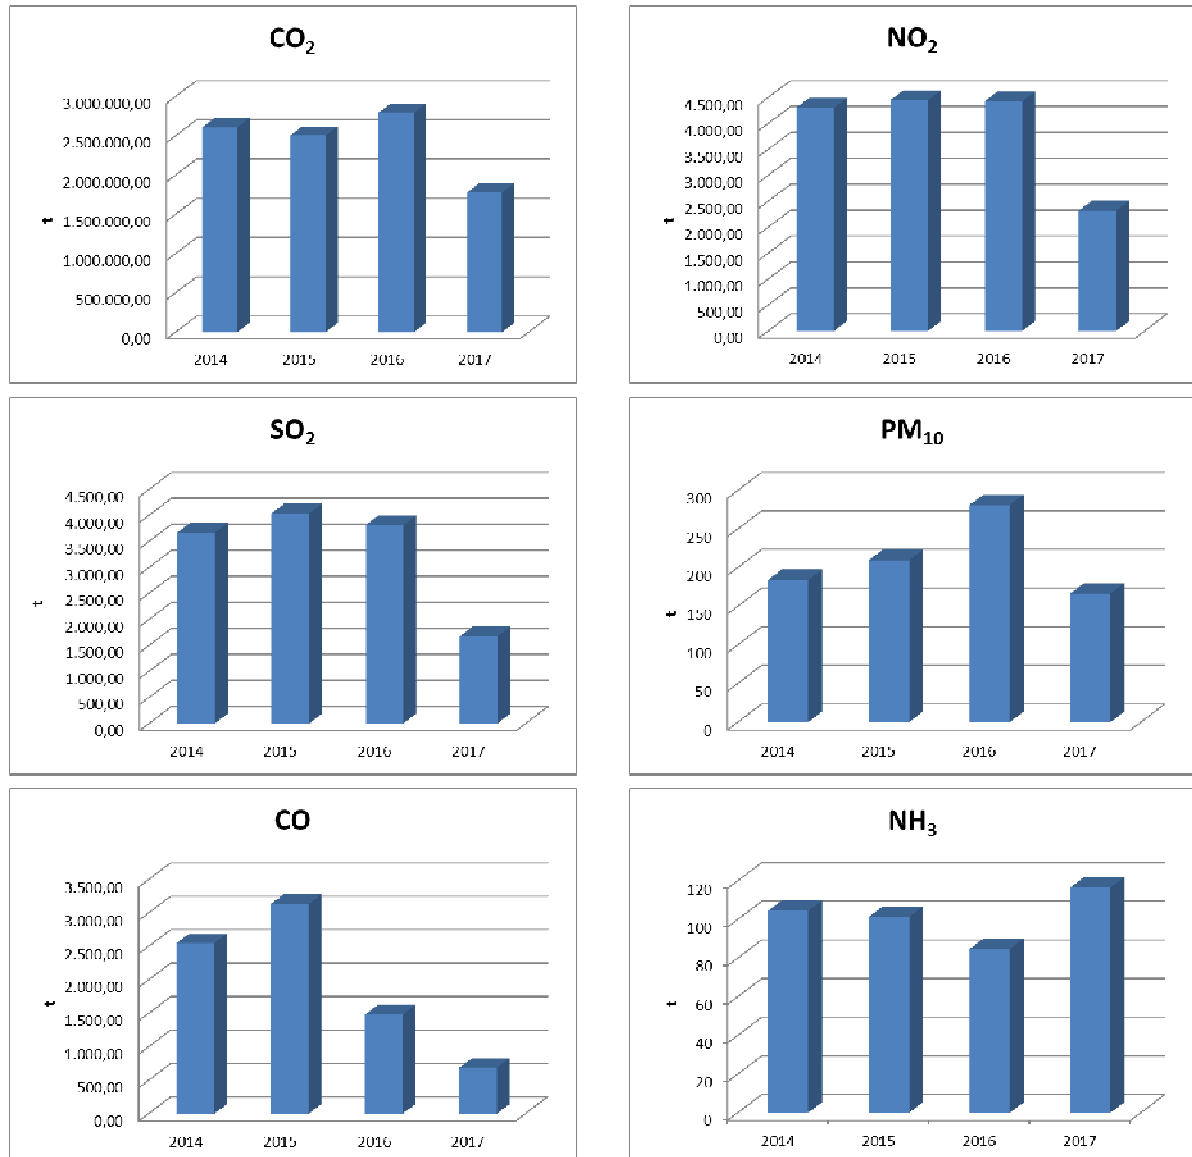 CO₂
3.000.000,00
2.500.000,00
2.000.000,00
1.500.000,00
1.000.000,00
500.000,00
0,00
t
2014 2015 2016 2017
NO₂
4.500,00
4.000,00
3.500,00
3.000,00
2.500,00
2.000,00
1.500,00
1.000,00
500,00
0,00
t
2014 2015 2016 2017
SO₂
4.500,00
4.000,00
3.500,00
3.000,00
2.500,00
2.000,00
1.500,00
1.000,00
500,00
0,00
t
2014 2015 2016 2017
PM₁₀
300
250
200
150
100
50
0
t
2014 2015 2016 2017
CO
3.500,00
3.000,00
2.500,00
2.000,00
1.500,00
1.000,00
500,00
0,00
t
2014 2015 2016 2017
NH₃
120
100
80
60
40
20
0
t
2014 2015 2016 2017